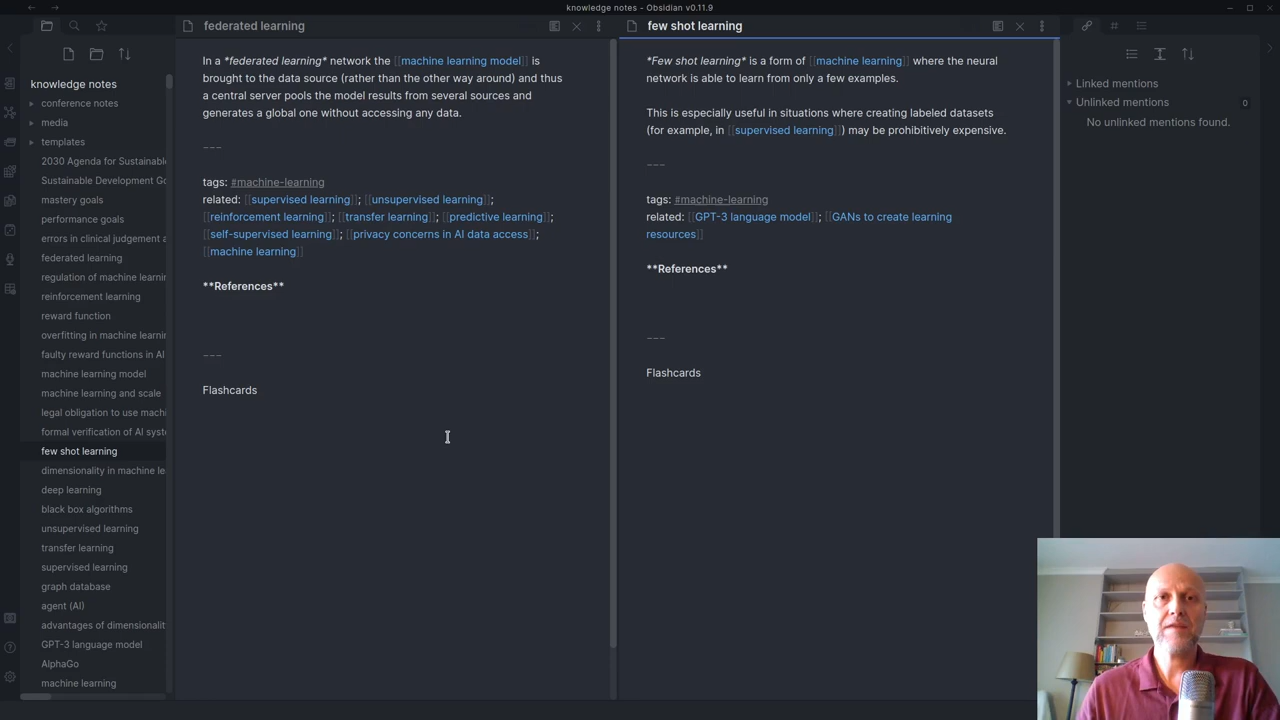 knowledge notes - Obsidian v0.11.9
federated learning
few shot learning
knowledge notes
conference notes
media
templates
2030 Agenda for Sustainable
Sustainable Development Go
mastery goals
performance goals
errors in clinical judgement a
federated learning
regulation of machine learnin
reinforcement learning
reward function
overfitting in machine learnin
faulty reward functions in AI
machine learning model
machine learning and scale
legal obligation to use machi
formal verification of AI syste
few shot learning
dimensionality in machine le
deep learning
black box algorithms
unsupervised learning
transfer learning
supervised learning
graph database
agent (AI)
advantages of dimensionalit
GPT-3 language model
AlphaGo
machine learning
In a *federated learning* network the [[machine learning model]] is
brought to the data source (rather than the other way around) and thus
a central server pools the model results from several sources and
generates a global one without accessing any data.
---
tags: #machine-learning
related: [[supervised learning]]; [[unsupervised learning]];
[[reinforcement learning]]; [[transfer learning]]; [[predictive learning]];
[[self-supervised learning]]; [[privacy concerns in AI data access]];
[[machine learning]]
**References**
---
Flashcards
*Few shot learning* is a form of [[machine learning]] where the neural
network is able to learn from only a few examples.
This is especially useful in situations where creating labeled datasets
(for example, in [[supervised learning]]) may be prohibitively expensive.
---
tags: #machine-learning
related: [[GPT-3 language model]]; [[GANs to create learning
resources]]
**References**
---
Flashcards
Linked mentions
Unlinked mentions 0
No unlinked mentions found.